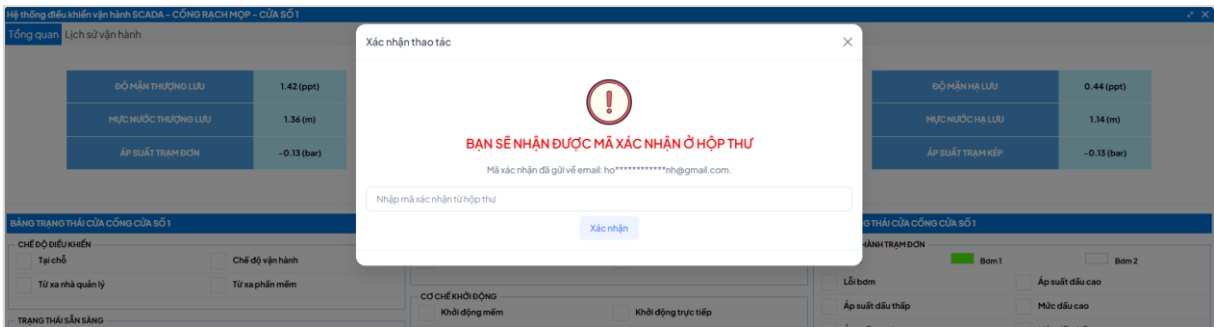 Hệ thống điều khiển vận hành SCADA - CỐNG RẠCH MỌP - CỬA SỐ 1
Tổng quan Lịch sử vận hành
Xác nhận thao tác
ĐỘ MẶN THƯỢNG LƯU 1.42 (ppt)
MỰC NƯỚC THƯỢNG LƯU 1.36 (m)
ÁP SUẤT TRẠM ĐƠN -0.13 (bar)
BẠN SẼ NHẬN ĐƯỢC MÃ XÁC NHẬN Ở HỘP THƯ
Mã xác nhận đã gửi về email: ho************nh@gmail.com.
Nhập mã xác nhận từ hộp thư
Xác nhận
ĐỘ MẶN HẠ LƯU 0.44 (ppt)
MỰC NƯỚC HẠ LƯU 1.14 (m)
ÁP SUẤT TRẠM KÉP -0.13 (bar)
BẢNG TRẠNG THÁI CỬA CỐNG CỬA SỐ 1
CHẾ ĐỘ ĐIỀU KHIỂN
Tại chỗ Chế độ vận hành
Từ xa nhà quản lý Từ xa phần mềm
TRẠNG THÁI SẴN SÀNG
CƠ CHẾ KHỞI ĐỘNG
Khởi động mềm Khởi động trực tiếp
G THÁI CỬA CỐNG CỬA SỐ 1
HÀNH TRẠM ĐƠN
Bơm 1 Bơm 2
Lỗi bơm Áp suất dầu cao
Áp suất dầu thấp Mức dầu cao